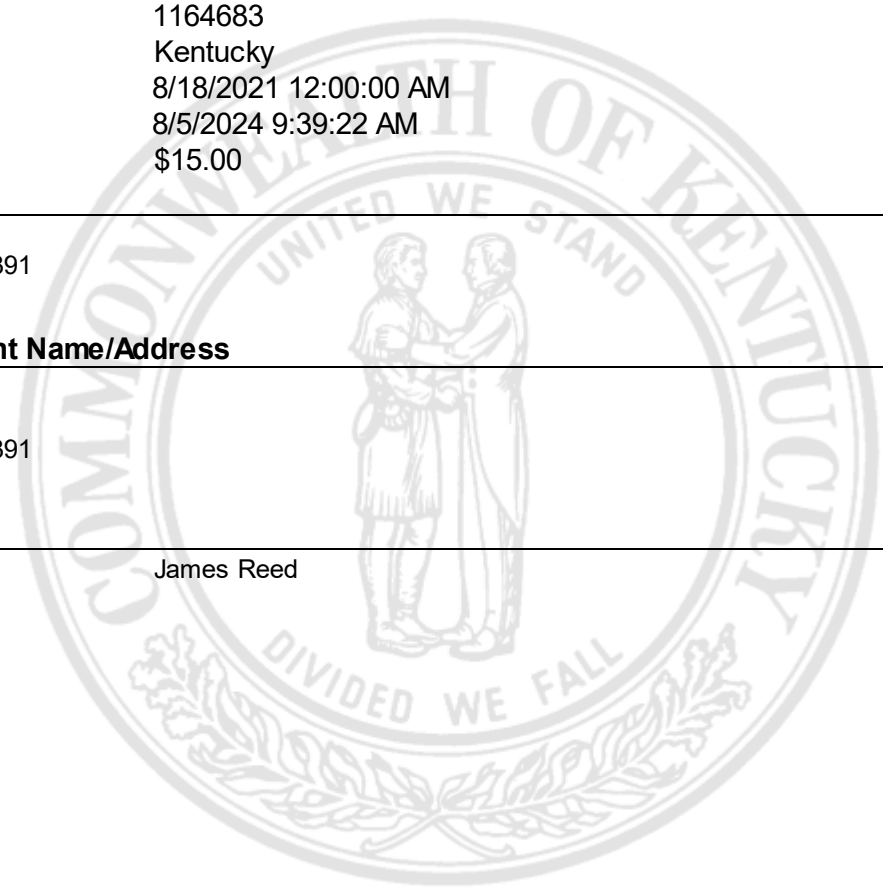 1164683
Kentucky
8/18/2021 12:00:00 AM
8/5/2024 9:39:22 AM
$15.00
COMMONWEALTH OF KENTUCKY
UNITED WE STAND
391
nt Name/Address
391
James Reed
DIVIDED WE FALL